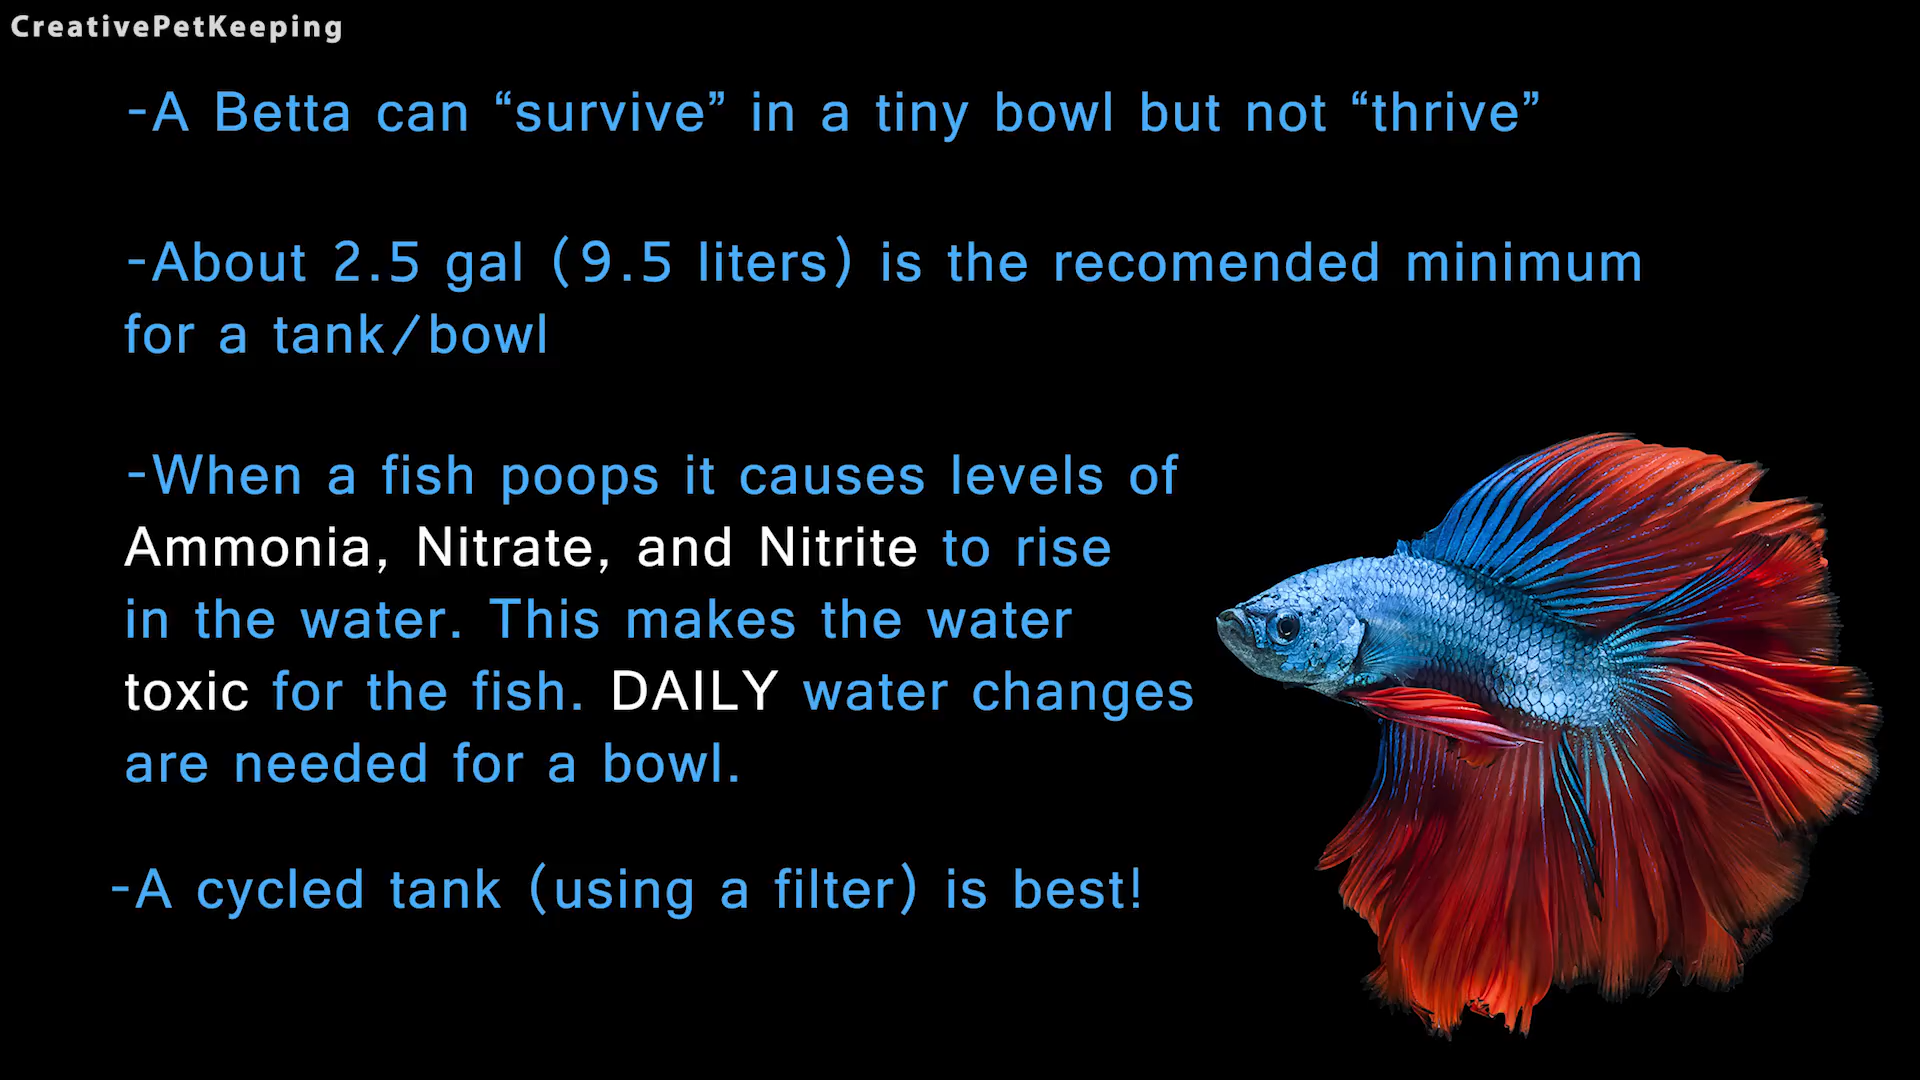 CreativePetKeeping
-A Betta can “survive” in a tiny bowl but not “thrive”
-About 2.5 gal (9.5 liters) is the recomended minimum
for a tank/bowl
-When a fish poops it causes levels of
Ammonia, Nitrate, and Nitrite to rise
in the water. This makes the water
toxic for the fish. DAILY water changes
are needed for a bowl.
-A cycled tank (using a filter) is best!